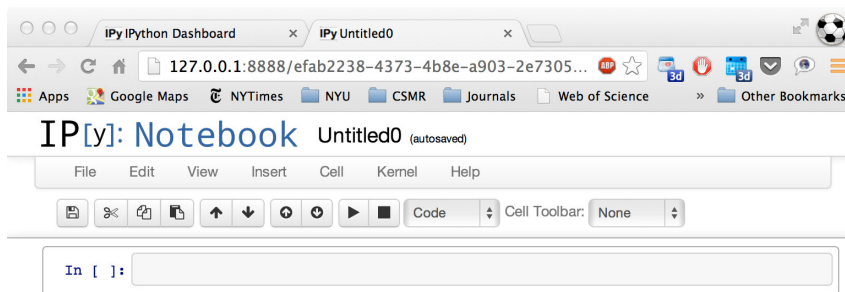 IPy IPython Dashboard × IPy Untitled0 ×
127.0.0.1:8888/efab2238-4373-4b8e-a903-2e7305... ABP 3d 3d
Apps Google Maps NYTimes NYU CSMR Journals Web of Science » Other Bookmarks
IP[y]: Notebook Untitled0 (autosaved)
File Edit View Insert Cell Kernel Help
Code Cell Toolbar: None
In [ ]: